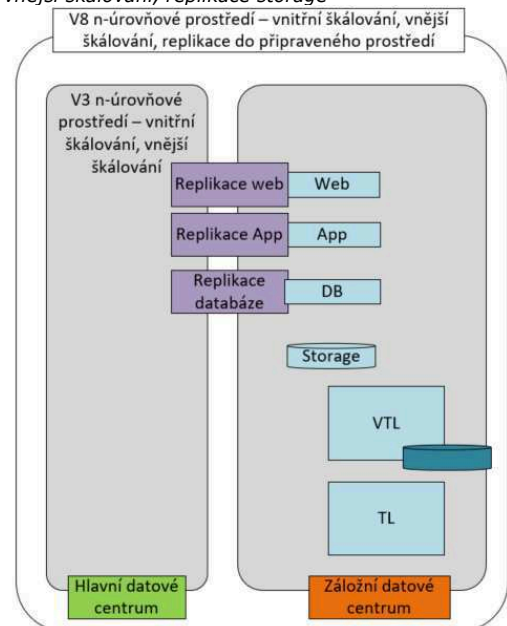 vnější škálování, replikace storage
V8 n-úrovňové prostředí – vnitřní škálování, vnější
škálování, replikace do připraveného prostředí
V3 n-úrovňové
prostředí – vnitřní
škálování, vnější
škálování
Replikace web
Web
Replikace App
App
Replikace
databáze
DB
Storage
VTL
TL
Hlavní datové
centrum
Záložní datové
centrum